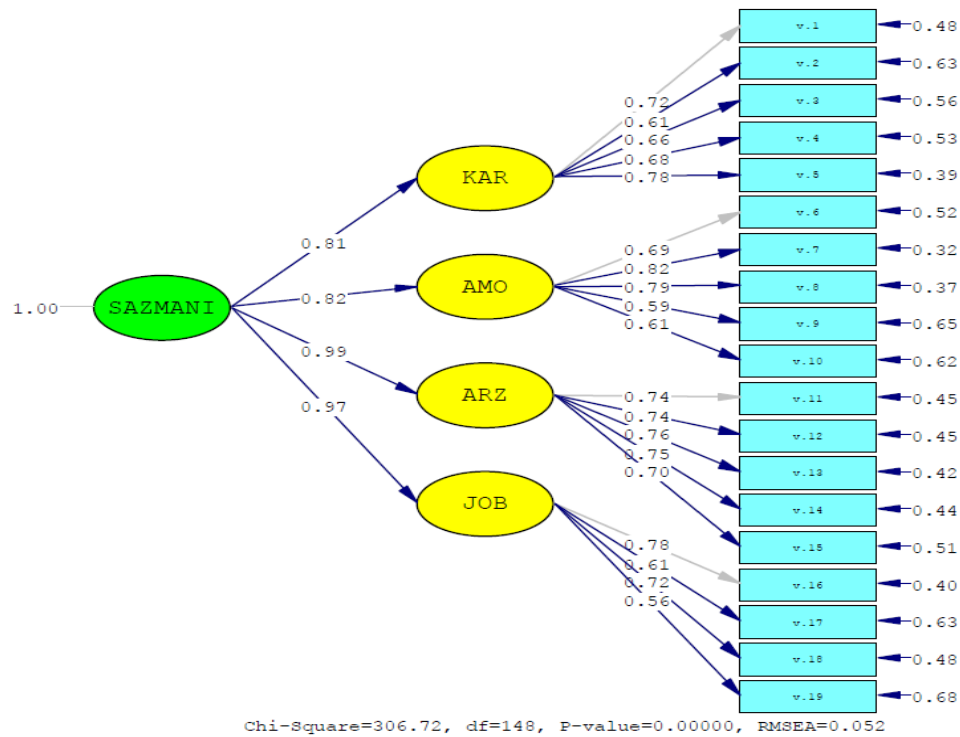 v.1
0.48
v.2
0.63
v.3
0.56
v.4
0.53
v.5
0.39
v.6
0.52
v.7
0.32
v.8
0.37
v.9
0.65
v.10
0.62
v.11
0.45
v.12
0.45
v.13
0.42
v.14
0.44
v.15
0.51
v.16
0.40
v.17
0.63
v.18
0.48
v.19
0.68
0.72
0.61
0.66
0.68
0.78
KAR
0.81
0.69
0.82
0.79
0.59
0.61
AMO
0.82
1.00
SAZMANI
0.99
0.97
ARZ
0.74
0.74
0.76
0.75
0.70
JOB
0.78
0.61
0.72
0.56
Chi-Square=306.72, df=148, P-value=0.00000, RMSEA=0.052